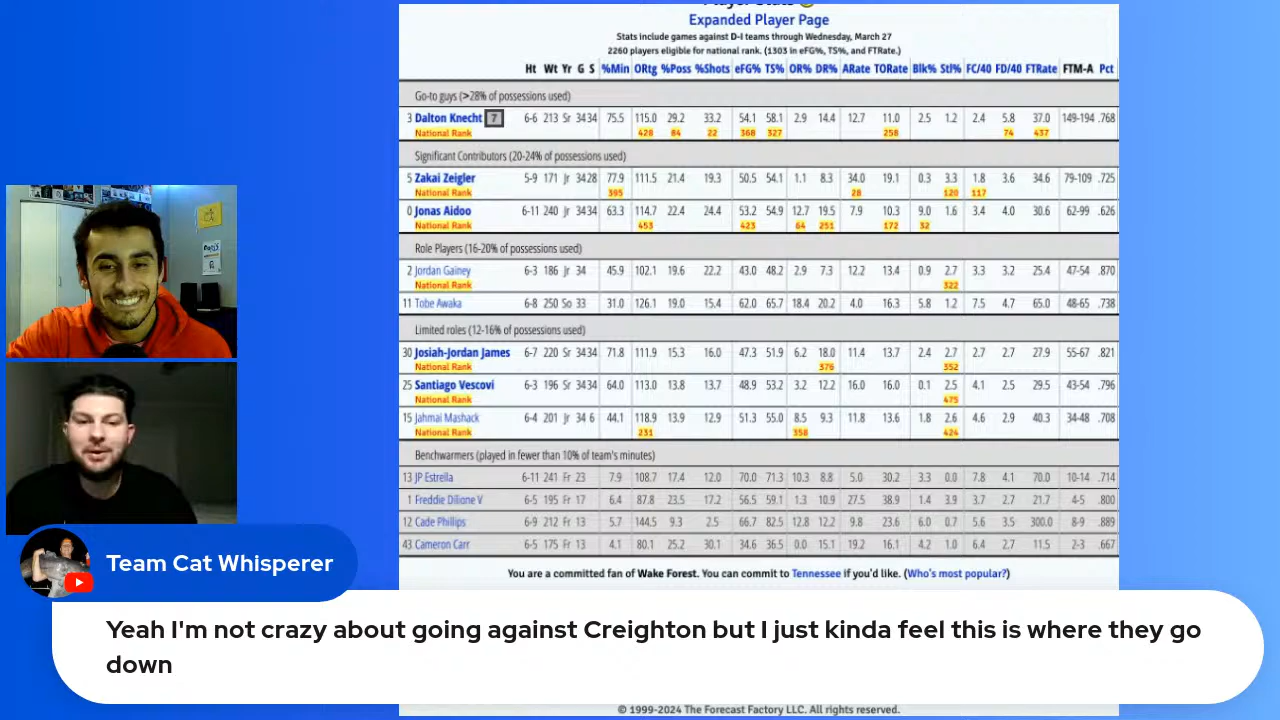 Expanded Player Page
Stats include games against D-I teams through Wednesday, March 27
2260 players eligible for national rank. (1303 in eFG%, TS%, and FTRate.)
Ht Wt Yr G S %Min ORtg %Poss %Shots eFG% TS% OR% DR% ARate TORate Blk% Stl% FC/40 FD/40 FTRate FTM-A Pct
Go-to guys (>28% of possessions used)
3 Dalton Knecht 7 6-6 213 Sr 34 34 75.5 115.0 29.2 33.2 54.1 58.1 2.9 14.4 12.7 11.0 2.5 1.2 2.4 5.8 37.0 149-194 .768
National Rank 428 84 22 368 327 258 74 437
Significant Contributors (20-24% of possessions used)
5 Zakai Zeigler 5-9 171 Jr 34 28 77.9 111.5 21.4 19.3 50.5 54.1 1.1 8.3 34.0 19.1 0.3 3.3 1.8 3.6 34.6 79-109 .725
National Rank 395 28 120 117
0 Jonas Aidoo 6-11 240 Jr 34 34 63.3 114.7 22.4 24.4 53.2 54.9 12.7 19.5 7.9 10.3 9.0 1.6 3.4 4.0 30.6 62-99 .626
National Rank 453 423 64 251 172 32
Role Players (16-20% of possessions used)
2 Jordan Gainey 6-3 186 Jr 34 45.9 102.1 19.6 22.2 43.0 48.2 2.9 7.3 12.2 13.4 0.9 2.7 3.3 3.2 25.4 47-54 .870
National Rank 322
11 Tobe Awaka 6-8 250 So 33 31.0 126.1 19.0 15.4 62.0 65.7 18.4 20.2 4.0 16.3 5.8 1.2 7.5 4.7 65.0 48-65 .738
Limited roles (12-16% of possessions used)
30 Josiah-Jordan James 6-7 220 Sr 34 34 71.8 111.9 15.3 16.0 47.3 51.9 6.2 18.0 11.4 13.7 2.4 2.7 2.7 2.7 27.9 55-67 .821
National Rank 376 352
25 Santiago Vescovi 6-3 196 Sr 34 34 64.0 113.0 13.8 13.7 48.9 53.2 3.2 12.2 16.0 16.0 0.1 2.5 4.1 2.5 29.5 43-54 .796
National Rank 475
15 Jahmai Mashack 6-4 201 Jr 34 6 44.1 118.9 13.9 12.9 51.3 55.0 8.5 9.3 11.8 13.6 1.8 2.6 4.6 2.9 40.3 34-48 .708
National Rank 231 358 424
Benchwarmers (played in fewer than 10% of team's minutes)
13 JP Estrella 6-11 241 Fr 23 7.9 108.7 17.4 12.0 70.0 71.3 10.3 8.8 5.0 30.2 3.3 0.0 7.8 4.1 70.0 10-14 .714
1 Freddie Dilione V 6-5 195 Fr 17 6.4 87.8 23.5 17.2 56.5 59.1 1.3 10.9 27.5 38.9 1.4 3.9 3.7 2.7 21.7 4-5 .800
12 Cade Phillips 6-9 212 Fr 13 5.7 144.5 9.3 2.5 66.7 82.5 12.8 12.2 9.8 23.6 6.0 0.7 5.6 3.5 300.0 8-9 .889
43 Cameron Carr 6-5 175 Fr 13 4.1 80.1 25.2 30.1 34.6 36.5 0.0 15.1 19.2 16.1 4.2 1.0 6.4 2.7 11.5 2-3 .667
You are a committed fan of Wake Forest. You can commit to Tennessee if you'd like. (Who's most popular?)
Team Cat Whisperer
Yeah I'm not crazy about going against Creighton but I just kinda feel this is where they go
down
© 1999-2024 The Forecast Factory LLC. All rights reserved.